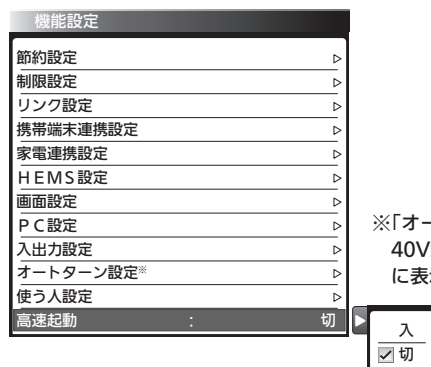 機能設定
節約設定
制限設定
リンク設定
携帯端末連携設定
家電連携設定
ＨＥＭＳ設定
画面設定
ＰＣ設定
入出力設定
オートターン設定※
使う人設定
高速起動 : 切
※「オー
40V
に表
入
切